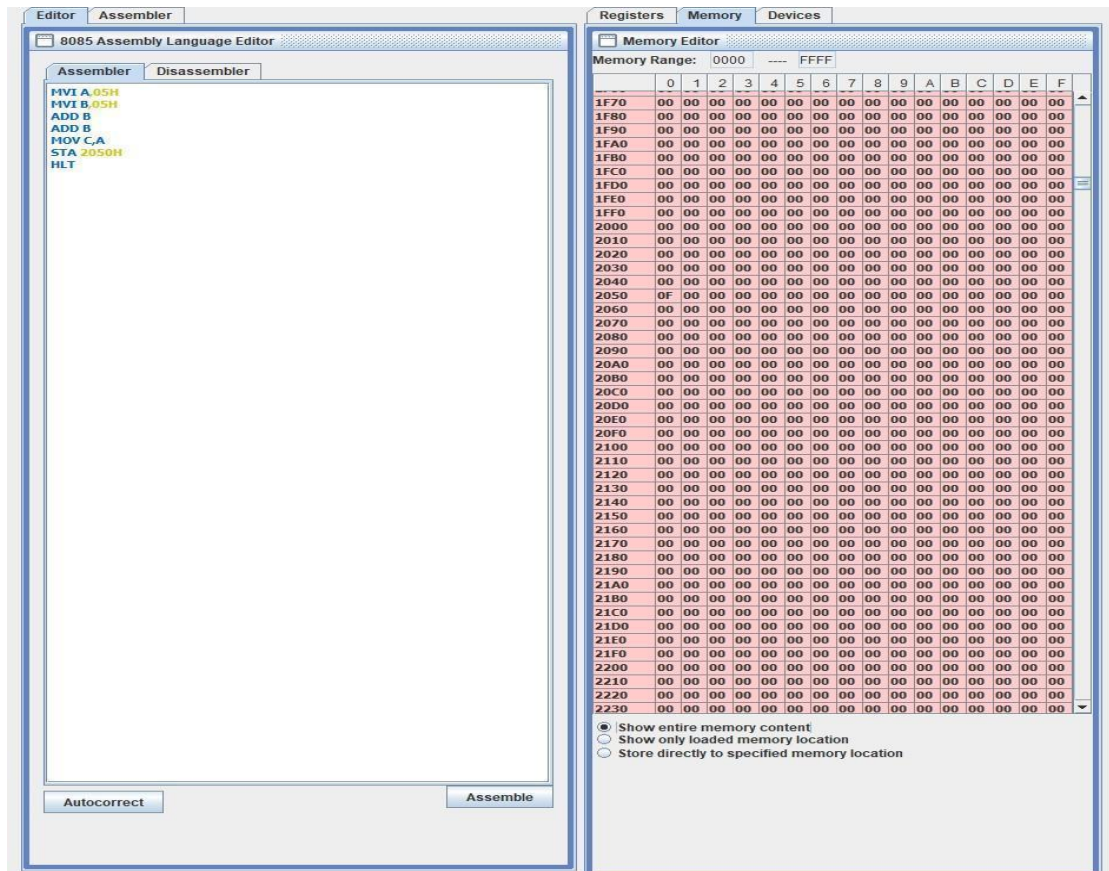 Editor Assembler
8085 Assembly Language Editor
Assembler Disassembler
MVI A,05H
MVI B,05H
ADD B
ADD B
MOV C,A
STA 2050H
HLT
Autocorrect Assemble
Registers Memory Devices
Memory Editor
Memory Range: 0000 ---- FFFF
0 1 2 3 4 5 6 7 8 9 A B C D E F
1F70 00 00 00 00 00 00 00 00 00 00 00 00 00 00 00 00
1F80 00 00 00 00 00 00 00 00 00 00 00 00 00 00 00 00
1F90 00 00 00 00 00 00 00 00 00 00 00 00 00 00 00 00
1FA0 00 00 00 00 00 00 00 00 00 00 00 00 00 00 00 00
1FB0 00 00 00 00 00 00 00 00 00 00 00 00 00 00 00 00
1FC0 00 00 00 00 00 00 00 00 00 00 00 00 00 00 00 00
1FD0 00 00 00 00 00 00 00 00 00 00 00 00 00 00 00 00
1FE0 00 00 00 00 00 00 00 00 00 00 00 00 00 00 00 00
1FF0 00 00 00 00 00 00 00 00 00 00 00 00 00 00 00 00
2000 00 00 00 00 00 00 00 00 00 00 00 00 00 00 00 00
2010 00 00 00 00 00 00 00 00 00 00 00 00 00 00 00 00
2020 00 00 00 00 00 00 00 00 00 00 00 00 00 00 00 00
2030 00 00 00 00 00 00 00 00 00 00 00 00 00 00 00 00
2040 00 00 00 00 00 00 00 00 00 00 00 00 00 00 00 00
2050 0F 00 00 00 00 00 00 00 00 00 00 00 00 00 00 00
2060 00 00 00 00 00 00 00 00 00 00 00 00 00 00 00 00
2070 00 00 00 00 00 00 00 00 00 00 00 00 00 00 00 00
2080 00 00 00 00 00 00 00 00 00 00 00 00 00 00 00 00
2090 00 00 00 00 00 00 00 00 00 00 00 00 00 00 00 00
20A0 00 00 00 00 00 00 00 00 00 00 00 00 00 00 00 00
20B0 00 00 00 00 00 00 00 00 00 00 00 00 00 00 00 00
20C0 00 00 00 00 00 00 00 00 00 00 00 00 00 00 00 00
20D0 00 00 00 00 00 00 00 00 00 00 00 00 00 00 00 00
20E0 00 00 00 00 00 00 00 00 00 00 00 00 00 00 00 00
20F0 00 00 00 00 00 00 00 00 00 00 00 00 00 00 00 00
2100 00 00 00 00 00 00 00 00 00 00 00 00 00 00 00 00
2110 00 00 00 00 00 00 00 00 00 00 00 00 00 00 00 00
2120 00 00 00 00 00 00 00 00 00 00 00 00 00 00 00 00
2130 00 00 00 00 00 00 00 00 00 00 00 00 00 00 00 00
2140 00 00 00 00 00 00 00 00 00 00 00 00 00 00 00 00
2150 00 00 00 00 00 00 00 00 00 00 00 00 00 00 00 00
2160 00 00 00 00 00 00 00 00 00 00 00 00 00 00 00 00
2170 00 00 00 00 00 00 00 00 00 00 00 00 00 00 00 00
2180 00 00 00 00 00 00 00 00 00 00 00 00 00 00 00 00
2190 00 00 00 00 00 00 00 00 00 00 00 00 00 00 00 00
21A0 00 00 00 00 00 00 00 00 00 00 00 00 00 00 00 00
21B0 00 00 00 00 00 00 00 00 00 00 00 00 00 00 00 00
21C0 00 00 00 00 00 00 00 00 00 00 00 00 00 00 00 00
21D0 00 00 00 00 00 00 00 00 00 00 00 00 00 00 00 00
21E0 00 00 00 00 00 00 00 00 00 00 00 00 00 00 00 00
21F0 00 00 00 00 00 00 00 00 00 00 00 00 00 00 00 00
2200 00 00 00 00 00 00 00 00 00 00 00 00 00 00 00 00
2210 00 00 00 00 00 00 00 00 00 00 00 00 00 00 00 00
2220 00 00 00 00 00 00 00 00 00 00 00 00 00 00 00 00
2230 00 00 00 00 00 00 00 00 00 00 00 00 00 00 00 00
Show entire memory content
Show only loaded memory location
Store directly to specified memory location